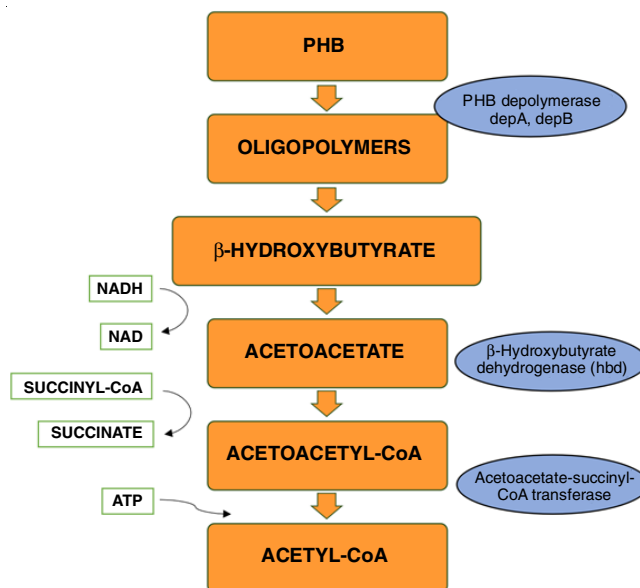 PHB
PHB depolymerase
depA, depB
OLIGOPOLYMERS
β-HYDROXYBUTYRATE
NADH
NAD
ACETOACETATE
β-Hydroxybutyrate
dehydrogenase (hbd)
SUCCINYL-CoA
SUCCINATE
ACETOACETYL-CoA
Acetoacetate-succinyl-
CoA transferase
ATP
ACETYL-CoA